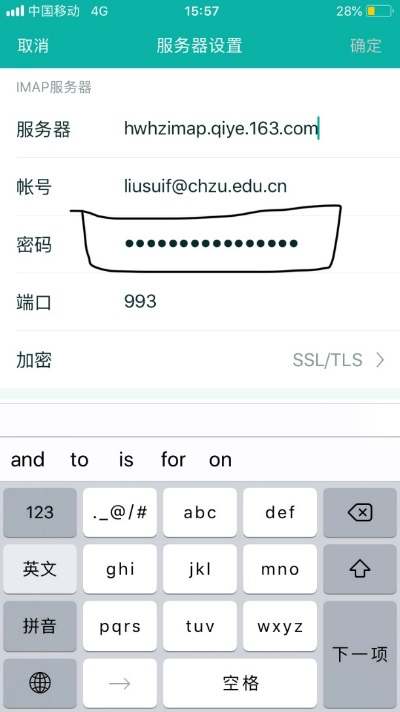 中国移动 4G 15:57 28%
取消 服务器设置 确定
IMAP服务器
服务器 hwhzimap.qiye.163.com
帐号 liusuif@chzu.edu.cn
密码 ●●●●●●●●●●●●●●●●
端口 993
加密 SSL/TLS
and to is for on
123 ._@/# abc def
英文 ghi jkl mno
拼音 pqrs tuv wxyz 下一项
空格